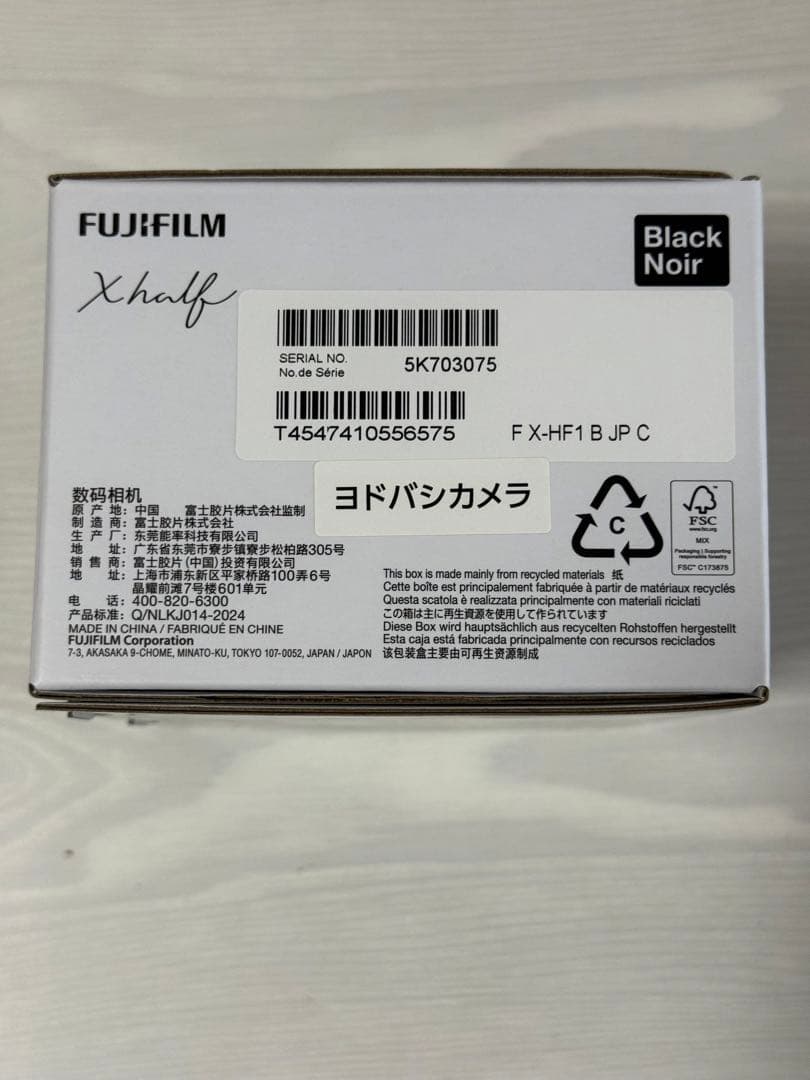 FUJIFILM
Black
Noir
X half
SERIAL NO.
No.de Série
5K703075
T4547410556575
F X-HF1 B JP C
ヨドバシカメラ
数码相机
原 产 地：中国 富士胶片株式会社监制
制 造 商：富士胶片株式会社
生 产 厂：东莞能率科技有限公司
地 址：广东省东莞市寮步镇寮步松柏路305号
销 售 商：富士胶片(中国)投资有限公司
地 址：上海市浦东新区平家桥路100弄6号
晶耀前滩7号楼601单元
电 话：400-820-6300
产品标准：Q/NLKJ014-2024
MADE IN CHINA / FABRIQUÉ EN CHINE
FUJIFILM Corporation
7-3, AKASAKA 9-CHOME, MINATO-KU, TOKYO 107-0052, JAPAN / JAPON
C
FSC
www.fsc.org
MIX
Packaging | Supporting
responsible forestry
FSC™ C173875
This box is made mainly from recycled materials 纸
Cette boîte est principalement fabriquée à partir de matériaux recyclés
Questa scatola è realizzata principalmente con materiali riciclati
この箱は主に再生資源を使用して作られています
Diese Box wird hauptsächlich aus recycelten Rohstoffen hergestellt
Esta caja está fabricada principalmente con recursos reciclados
该包装盒主要由可再生资源制成